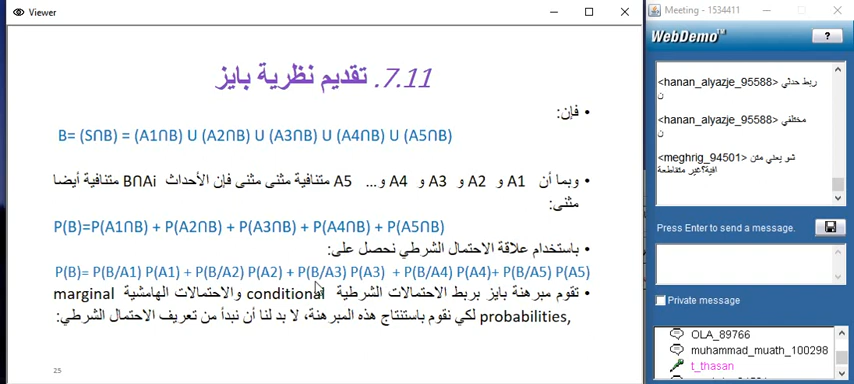 Viewer
7.11. تقديم نظرية بايز
• فإن:
B= (S∩B) = (A1∩B) U (A2∩B) U (A3∩B) U (A4∩B) U (A5∩B)
• وبما أن A1 و A2 و A3 و A4 و... A5 متنافية مثنى مثنى فإن الأحداث B∩Ai متنافية أيضا
مثنى:
P(B)=P(A1∩B) + P(A2∩B) + P(A3∩B) + P(A4∩B) + P(A5∩B)
• باستخدام علاقة الاحتمال الشرطي نحصل على:
P(B)= P(B/A1) P(A1) + P(B/A2) P(A2) + P(B/A3) P(A3) + P(B/A4) P(A4)+ P(B/A5) P(A5)
• تقوم مبرهنة بايز بربط الاحتمالات الشرطية conditional والاحتمالات الهامشية marginal
probabilities, لكي نقوم باستنتاج هذه المبرهنة، لا بد لنا أن نبدأ من تعريف الاحتمال الشرطي:
25
Meeting - 1534411
WebDemo™
?
<hanan_alyazje_95588> ربط حدثي
ن
<hanan_alyazje_95588> مختلفي
ن
<meghrig_94501> شو يعني متن
افية؟غير متقاطعة
Press Enter to send a message.
Private message
OLA_89766
muhammad_muath_100298
t_thasan